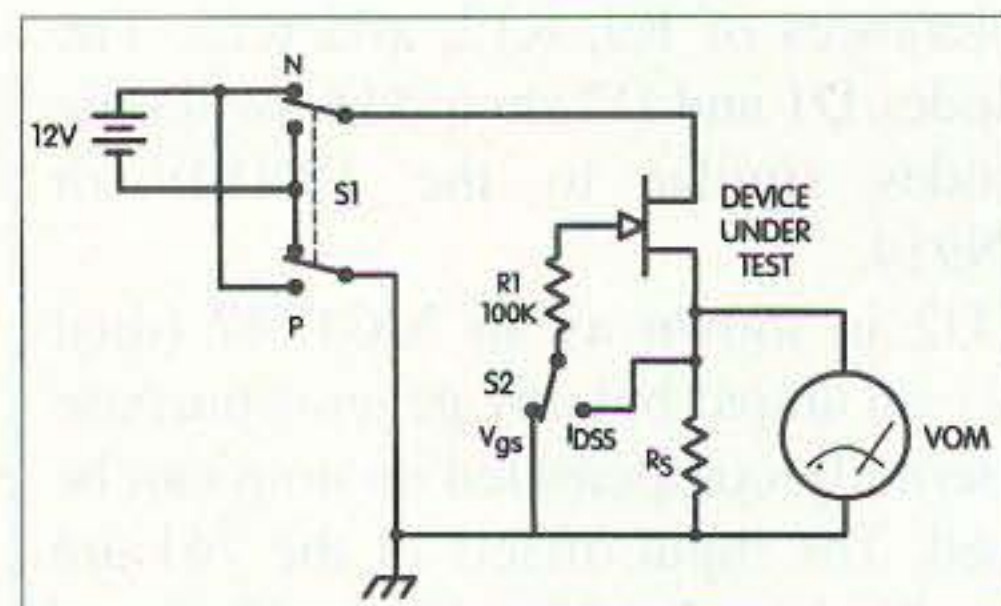 N
12V
S1
P
DEVICE
UNDER
TEST
R1
100K
S2
Vgs
IDSS
RS
VOM